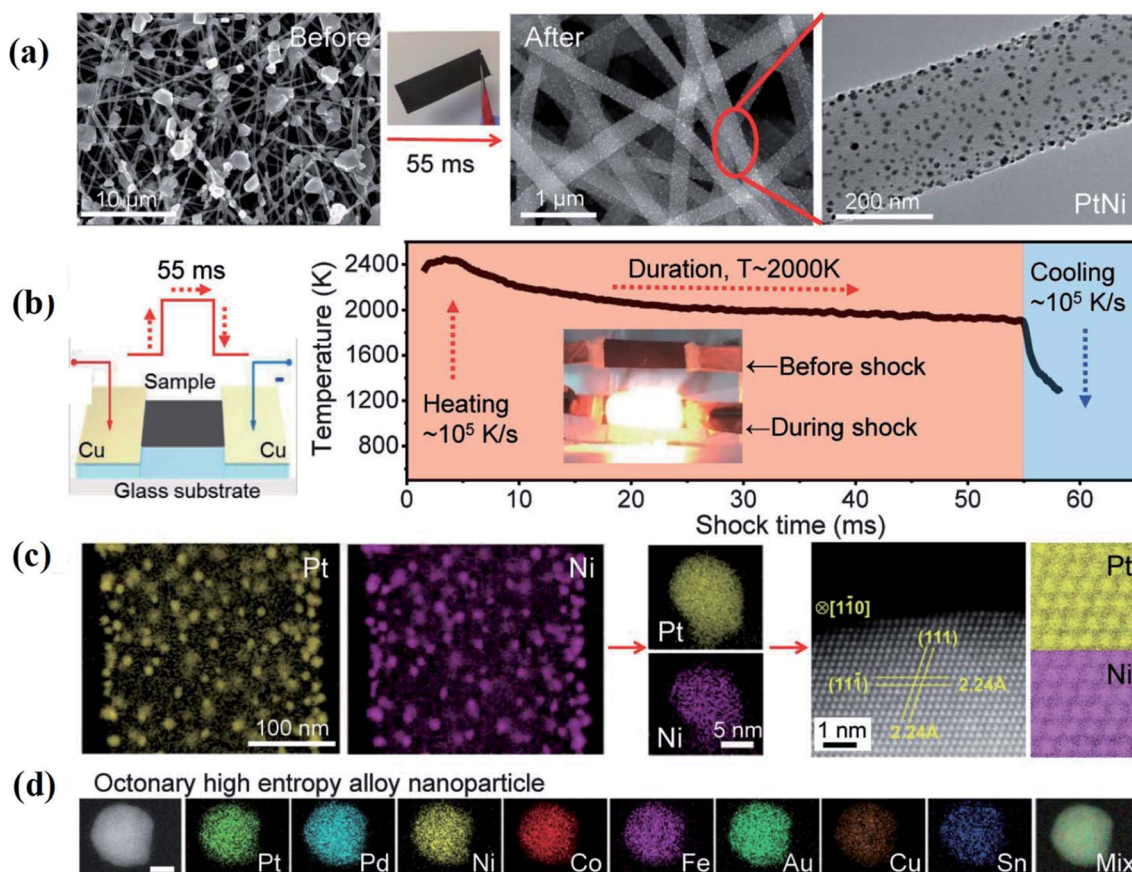 (a)
Before
10 μm
55 ms
After
1 μm
200 nm
PtNi
(b)
55 ms
Sample
Cu
Cu
-
Glass substrate
Temperature (K)
2400
2000
1600
1200
800
Duration, T~2000K
Heating
~10⁵ K/s
←Before shock
←During shock
Cooling
~10⁵ K/s
0 10 20 30 40 50 60
Shock time (ms)
(c)
Pt
100 nm
Ni
Pt
Ni
5 nm
⊗[11̄0]
(111)
(111̄)
2.24A
2.24A
1 nm
Pt
Ni
(d)
Octonary high entropy alloy nanoparticle
Pt Pd Ni Co Fe Au Cu Sn Mix